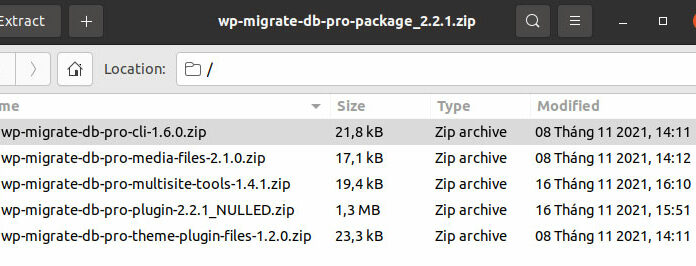 Extract + wp-migrate-db-pro-package_2.2.1.zip
Location: /
me Size Type Modified
wp-migrate-db-pro-cli-1.6.0.zip 21,8 kB Zip archive 08 Tháng 11 2021, 14:11
wp-migrate-db-pro-media-files-2.1.0.zip 17,1 kB Zip archive 08 Tháng 11 2021, 14:12
wp-migrate-db-pro-multisite-tools-1.4.1.zip 19,4 kB Zip archive 16 Tháng 11 2021, 16:10
wp-migrate-db-pro-plugin-2.2.1_NULLED.zip 1,3 MB Zip archive 16 Tháng 11 2021, 15:51
wp-migrate-db-pro-theme-plugin-files-1.2.0.zip 23,3 kB Zip archive 08 Tháng 11 2021, 14:11